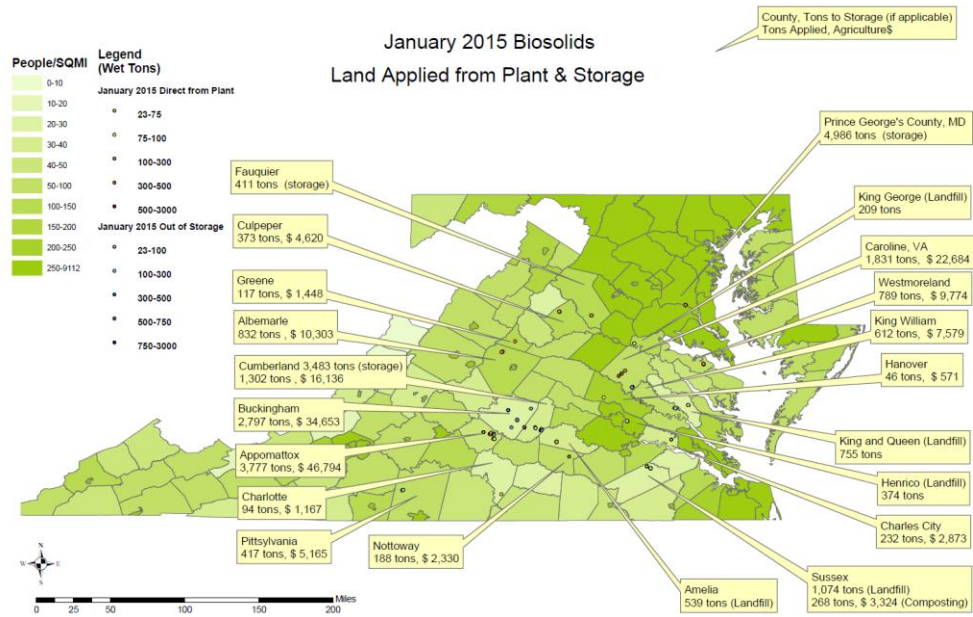 January 2015 Biosolids
Land Applied from Plant & Storage
County, Tons to Storage (if applicable)
Tons Applied, Agriculture$
People/SQMI
0-10
10-20
20-30
30-40
40-50
50-100
100-150
150-200
200-250
250-9112
Legend
(Wet Tons)
January 2015 Direct from Plant
23-75
75-100
100-300
300-500
500-3000
January 2015 Out of Storage
23-100
100-300
300-500
500-750
750-3000
Fauquier
411 tons (storage)
Culpeper
373 tons, $ 4,620
Greene
117 tons, $ 1,448
Albemarle
832 tons, $ 10,303
Cumberland 3,483 tons (storage)
1,302 tons , $ 16,136
Buckingham
2,797 tons, $ 34,653
Appomattox
3,777 tons, $ 46,794
Charlotte
94 tons, $ 1,167
Pittsylvania
417 tons, $ 5,165
Nottoway
188 tons, $ 2,330
Prince George's County, MD
4,986 tons (storage)
King George (Landfill)
209 tons
Caroline, VA
1,831 tons, $ 22,684
Westmoreland
789 tons, $ 9,774
King William
612 tons, $ 7,579
Hanover
46 tons, $ 571
King and Queen (Landfill)
755 tons
Henrico (Landfill)
374 tons
Charles City
232 tons, $ 2,873
Sussex
1,074 tons (Landfill)
268 tons, $ 3,324 (Composting)
Amelia
539 tons (Landfill)
N
W E
S
Miles
0 12.5 25 50 100 150 200